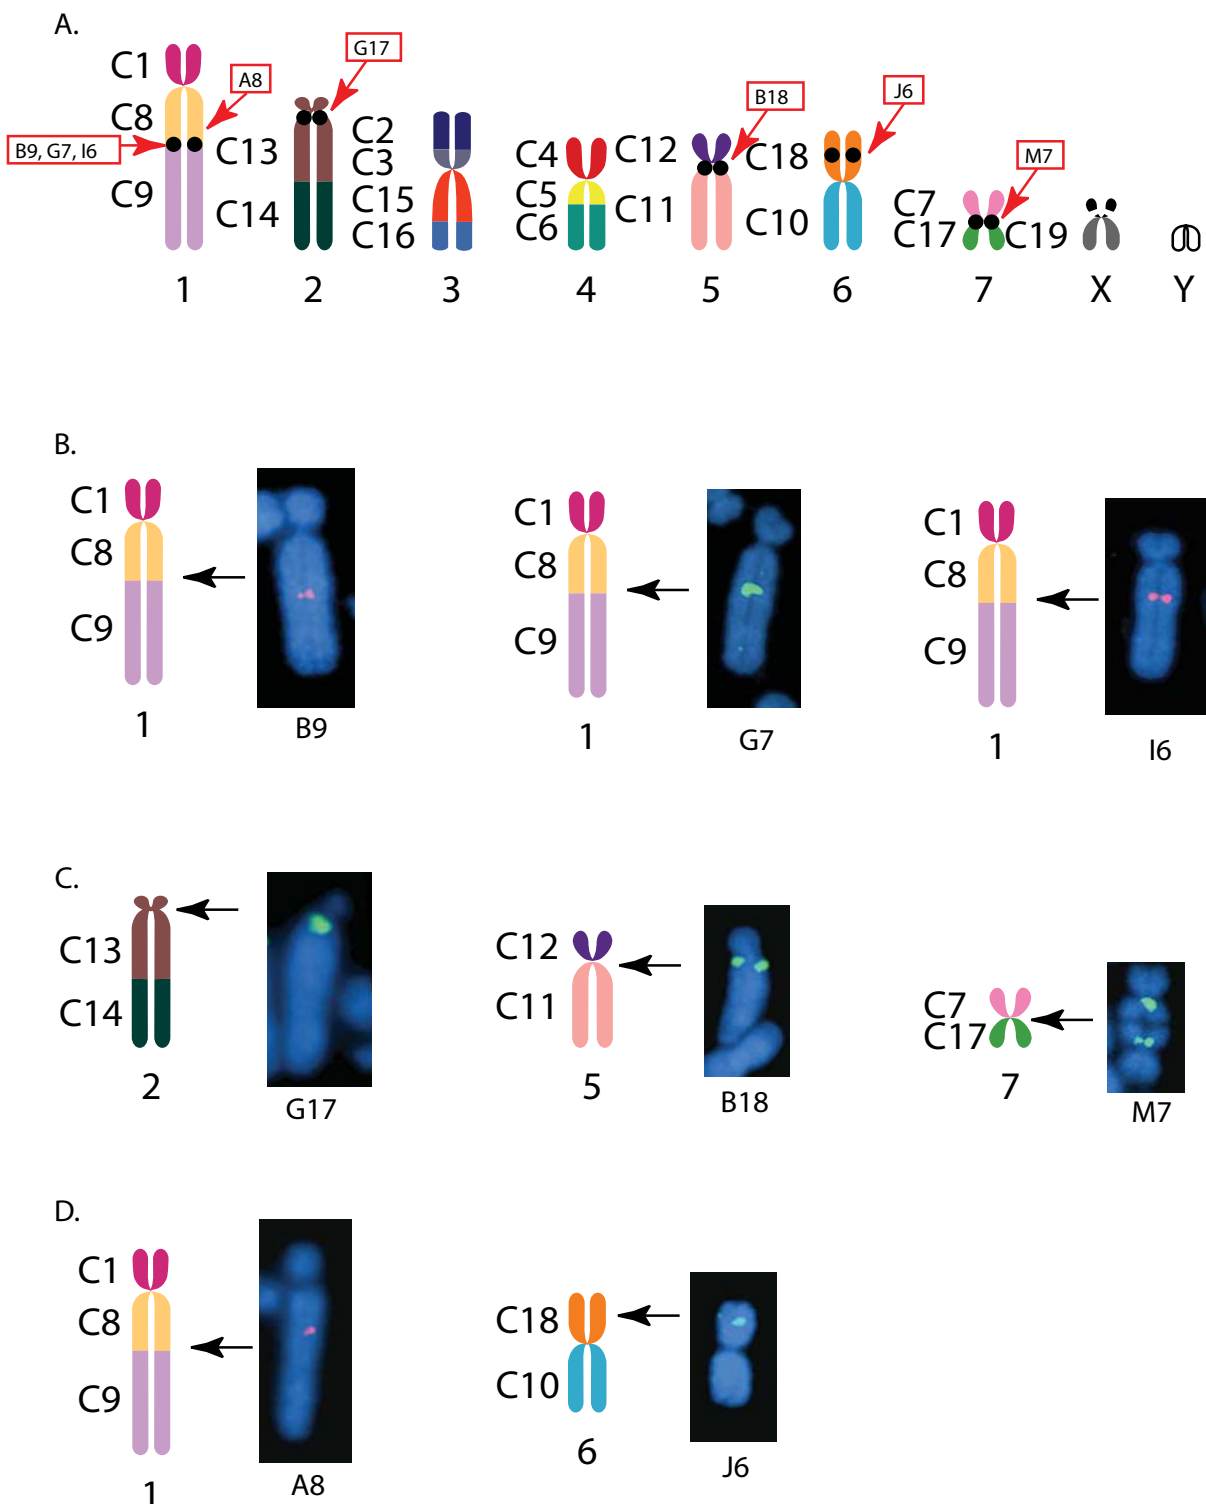 A.
C1
C8
C9
B9, G7, I6
A8
1
G17
C13
C14
2
C2
C3
C15
C16
3
C4
C5
C6
4
B18
C12
C11
5
J6
C18
C10
6
M7
C7
C17
7
C19
X
Y
B.
C1
C8
C9
1
B9
C1
C8
C9
1
G7
C1
C8
C9
1
I6
C.
C13
C14
2
G17
C12
C11
5
B18
C7
C17
7
M7
D.
C1
C8
C9
1
A8
C18
C10
6
J6